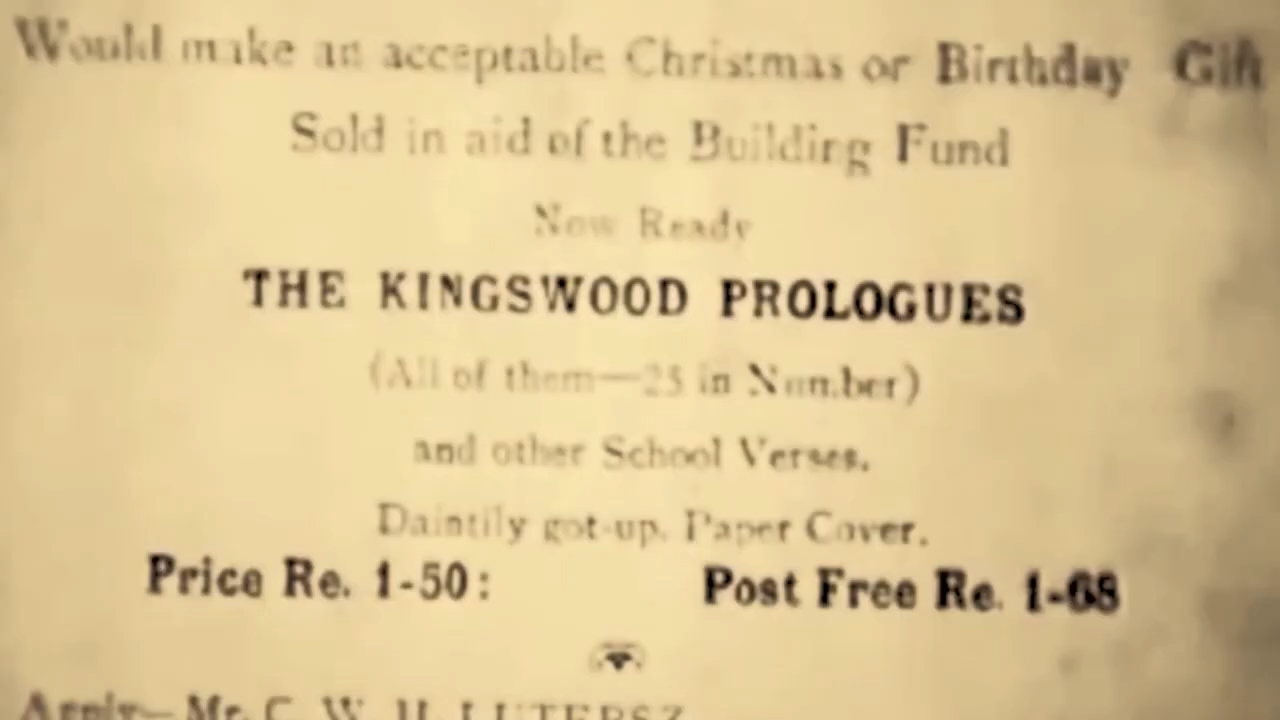 Would make an acceptable Christmas or Birthday Gift
Sold in aid of the Building Fund
Now Ready
THE KINGSWOOD PROLOGUES
(All of them—25 in Number)
and other School Verses.
Daintily got-up. Paper Cover.
Price Re. 1-50: Post Free Re. 1-68
Apply—Mr. C. W. H.